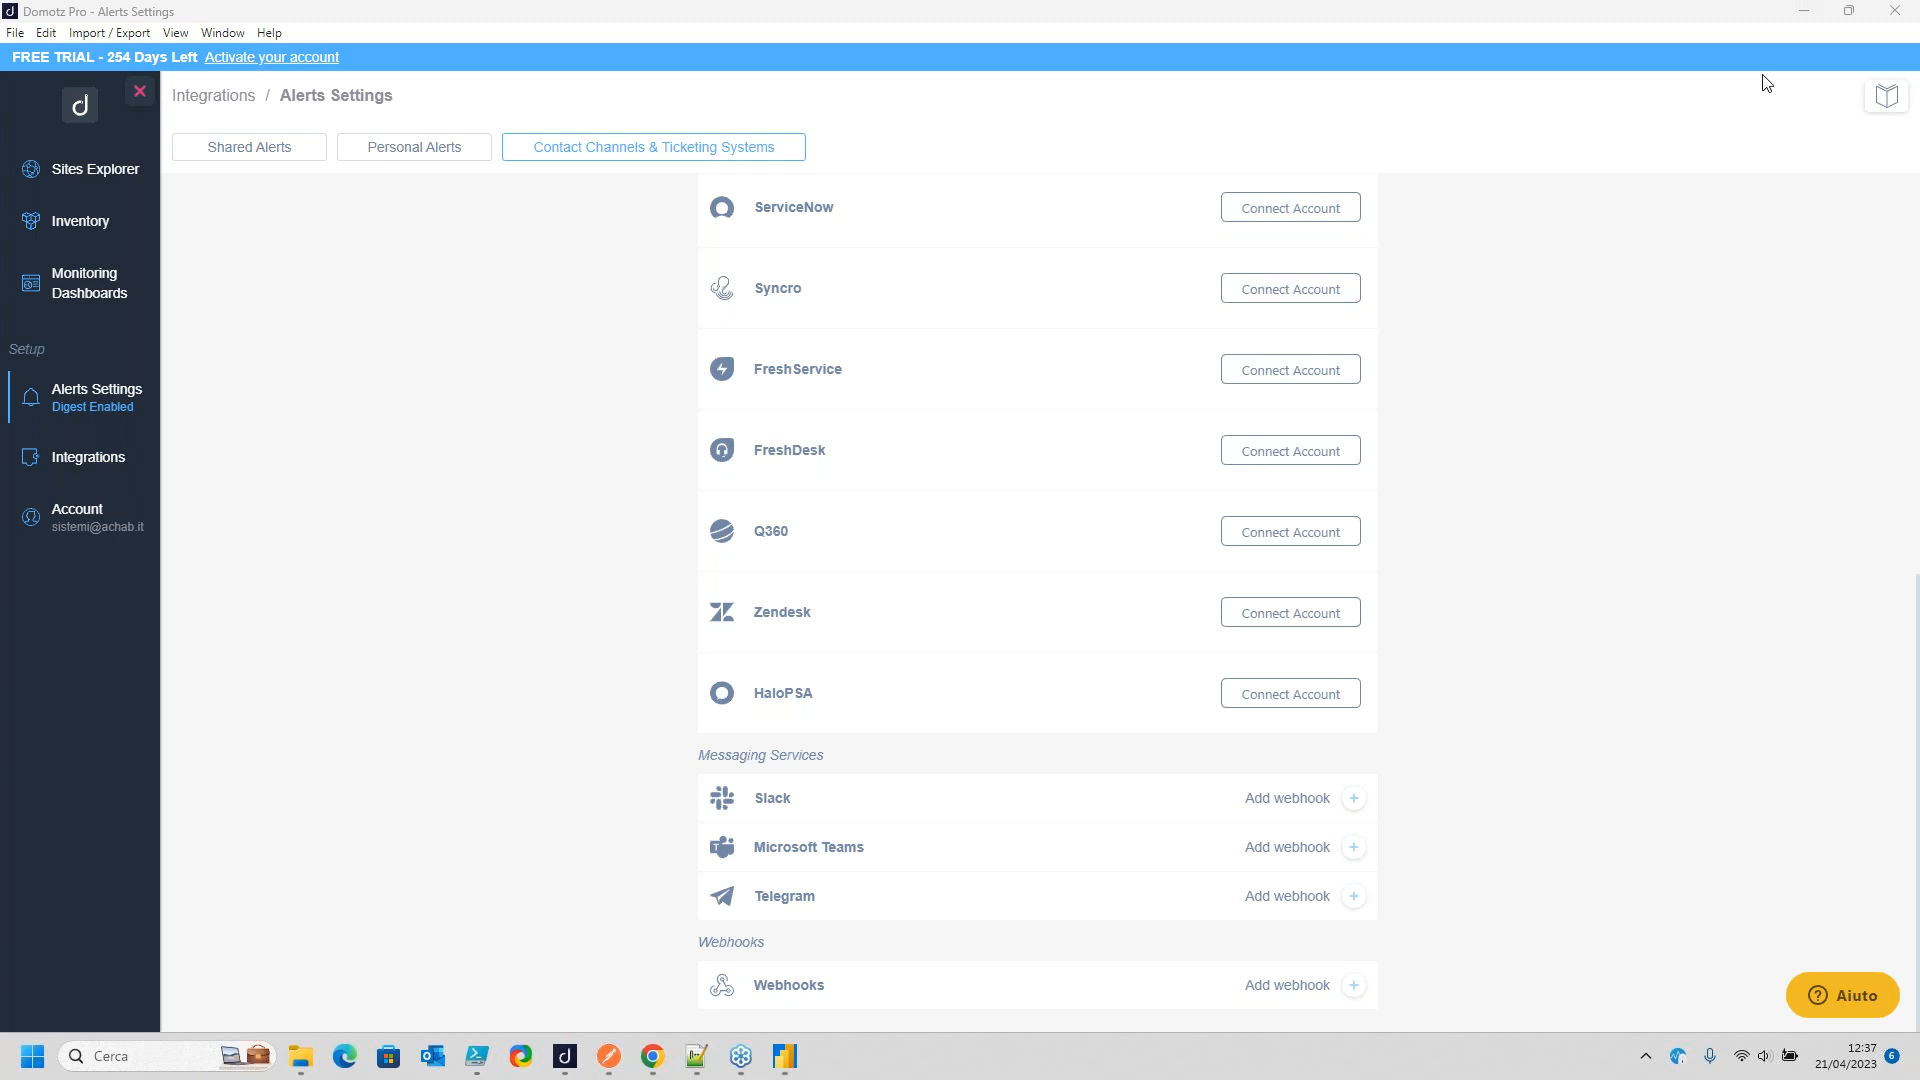 Domotz Pro - Alerts Settings
File Edit Import / Export View Window Help
FREE TRIAL - 254 Days Left Activate your account
Integrations / Alerts Settings
Shared Alerts Personal Alerts Contact Channels & Ticketing Systems
Sites Explorer
Inventory
Monitoring
Dashboards
Setup
Alerts Settings
Digest Enabled
Integrations
Account
sistemi@achab.it
ServiceNow Connect Account
Syncro Connect Account
FreshService Connect Account
FreshDesk Connect Account
Q360 Connect Account
Zendesk Connect Account
HaloPSA Connect Account
Messaging Services
Slack Add webhook
Microsoft Teams Add webhook
Telegram Add webhook
Webhooks
Webhooks Add webhook
Aiuto
Cerca
12:37
21/04/2023
6